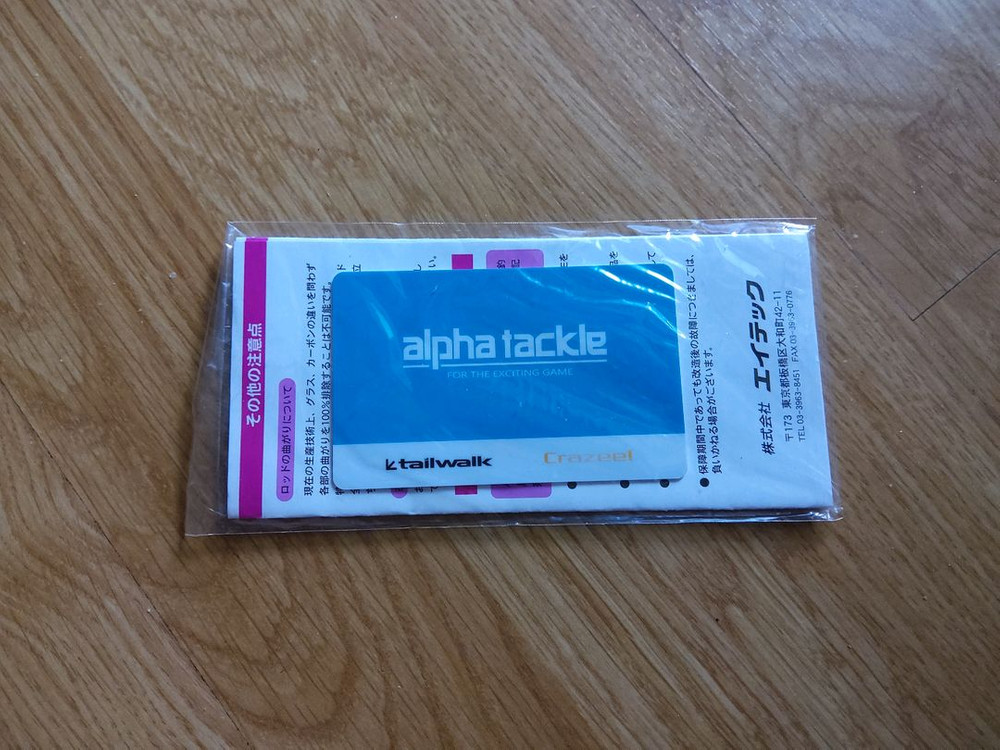 alpha tackle
FOR THE EXCITING GAME
tailwalk
Crazeef
その他の注意点
ロッドの曲がりについて
現在の生産技術上、グラス、カーボンの違いを問わず
各部の曲がりを100%排除することは不可能です。
●保障期間中であっても改造後の故障につきましては、
負いかねる場合がございます。
株式会社 エイテック
〒173 東京都板橋区大和町42-11
TEL 03-3963-8451 FAX 03-3963-0776